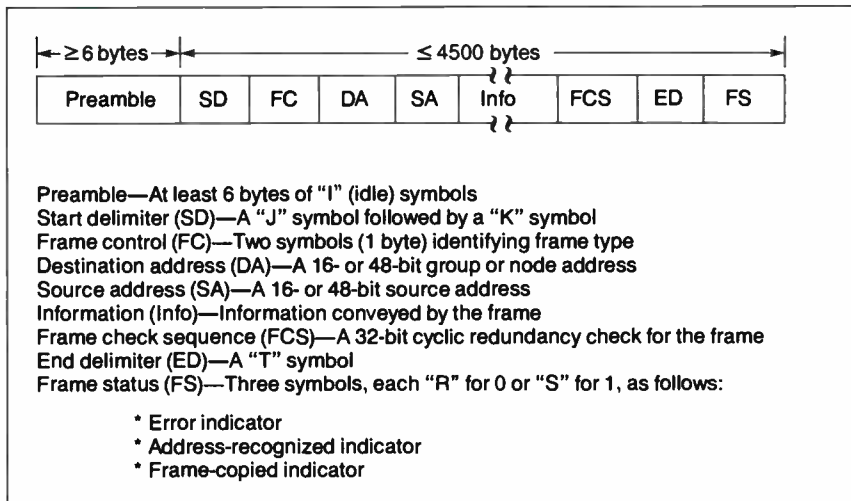 ≥ 6 bytes ≤ 4500 bytes
Preamble SD FC DA SA Info FCS ED FS
Preamble—At least 6 bytes of "I" (idle) symbols
Start delimiter (SD)—A "J" symbol followed by a "K" symbol
Frame control (FC)—Two symbols (1 byte) identifying frame type
Destination address (DA)—A 16- or 48-bit group or node address
Source address (SA)—A 16- or 48-bit source address
Information (Info)—Information conveyed by the frame
Frame check sequence (FCS)—A 32-bit cyclic redundancy check for the frame
End delimiter (ED)—A "T" symbol
Frame status (FS)—Three symbols, each "R" for 0 or "S" for 1, as follows:
* Error indicator
* Address-recognized indicator
* Frame-copied indicator